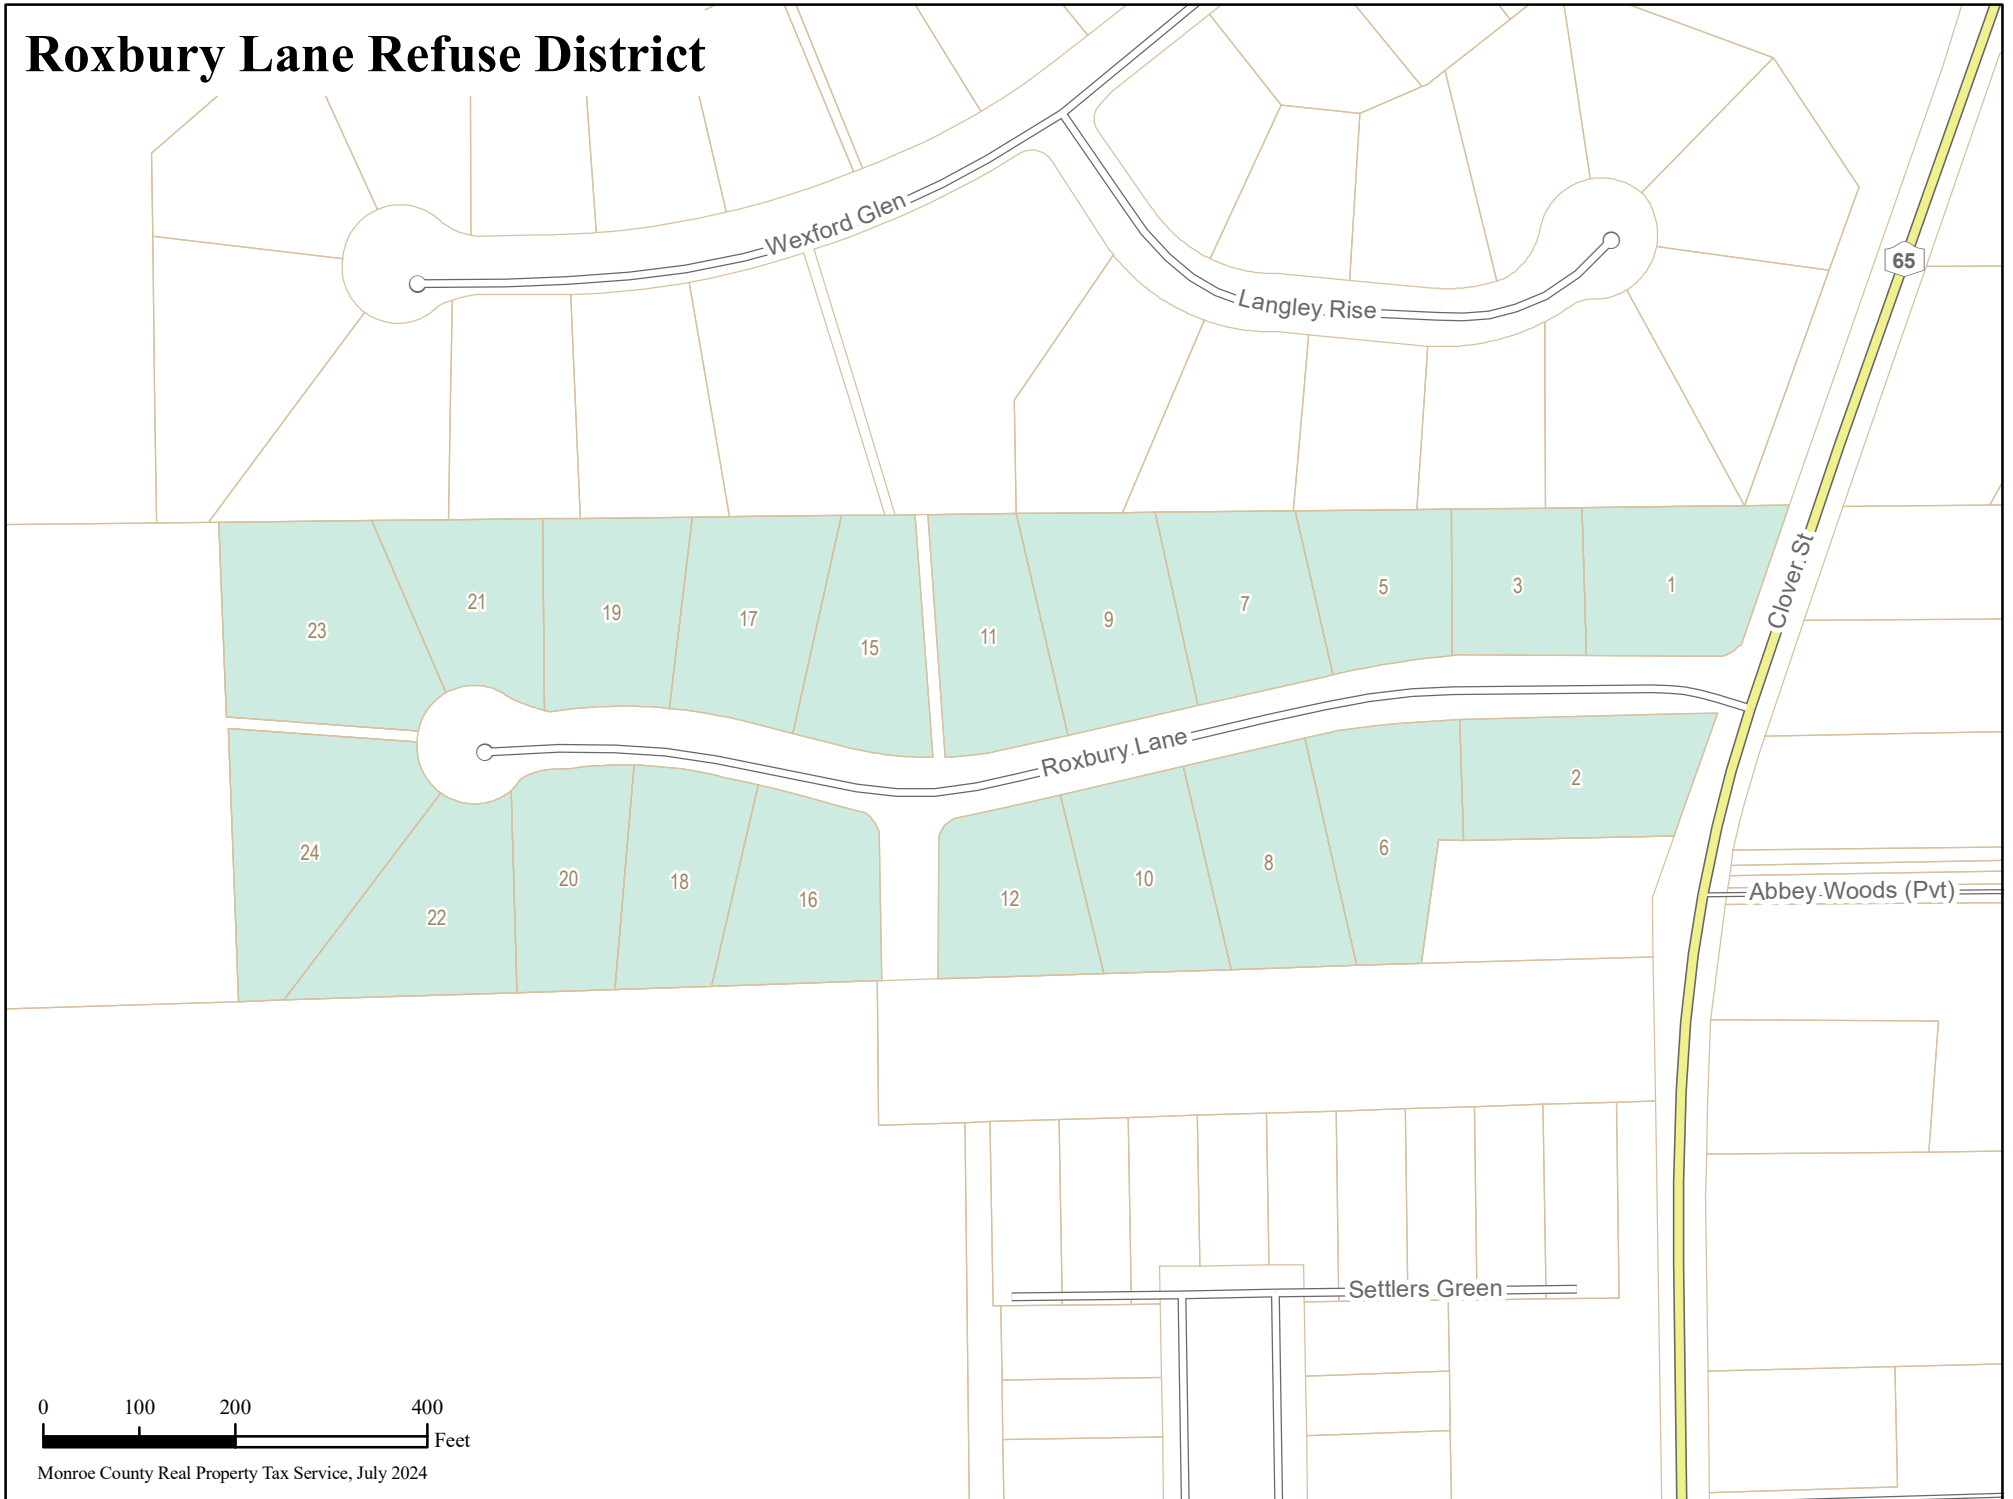 Roxbury Lane Refuse District
Wexford Glen
Langley Rise
65
Clover St
23
21
19
17
15
11
9
7
5
3
1
Roxbury Lane
2
24
22
20
18
16
12
10
8
6
Abbey Woods (Pvt)
Settlers Green
0 100 200 400
Feet
Monroe County Real Property Tax Service, July 2024